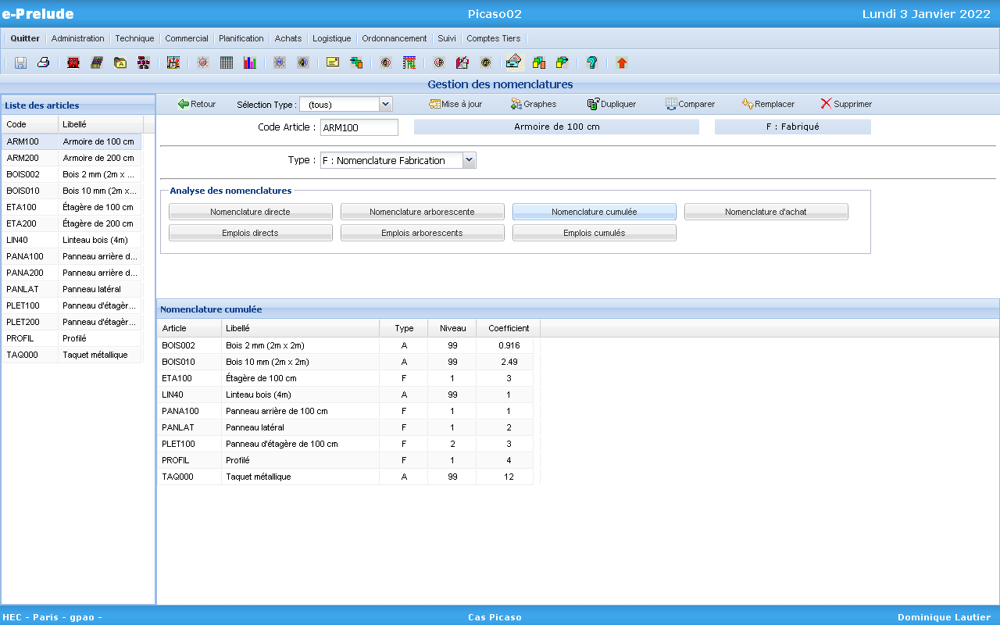 e-Prelude Picaso02 Lundi 3 Janvier 2022
Quitter Administration Technique Commercial Planification Achats Logistique Ordonnancement Suivi Comptes Tiers
Gestion des nomenclatures
Liste des articles
Code Libellé
ARM100 Armoire de 100 cm
ARM200 Armoire de 200 cm
BOIS002 Bois 2 mm (2m x ...
BOIS010 Bois 10 mm (2m x...
ETA100 Étagère de 100 cm
ETA200 Étagère de 200 cm
LIN40 Linteau bois (4m)
PANA100 Panneau arrière d...
PANA200 Panneau arrière d...
PANLAT Panneau latéral
PLET100 Panneau d'étagèr...
PLET200 Panneau d'étagèr...
PROFIL Profilé
TAQ000 Taquet métallique
Retour Sélection Type : (tous) Mise à jour Graphes Dupliquer Comparer Remplacer Supprimer
Code Article : ARM100 Armoire de 100 cm F : Fabriqué
Type : F : Nomenclature Fabrication
Analyse des nomenclatures
Nomenclature directe Nomenclature arborescente Nomenclature cumulée Nomenclature d'achat
Emplois directs Emplois arborescents Emplois cumulés
Nomenclature cumulée
Article Libellé Type Niveau Coefficient
BOIS002 Bois 2 mm (2m x 2m) A 99 0.916
BOIS010 Bois 10 mm (2m x 2m) A 99 2.49
ETA100 Étagère de 100 cm F 1 3
LIN40 Linteau bois (4m) A 99 1
PANA100 Panneau arrière de 100 cm F 1 1
PANLAT Panneau latéral F 1 2
PLET100 Panneau d'étagère de 100 cm F 2 3
PROFIL Profilé F 1 4
TAQ000 Taquet métallique A 99 12
HEC - Paris - gpao - Cas Picaso Dominique Lautier